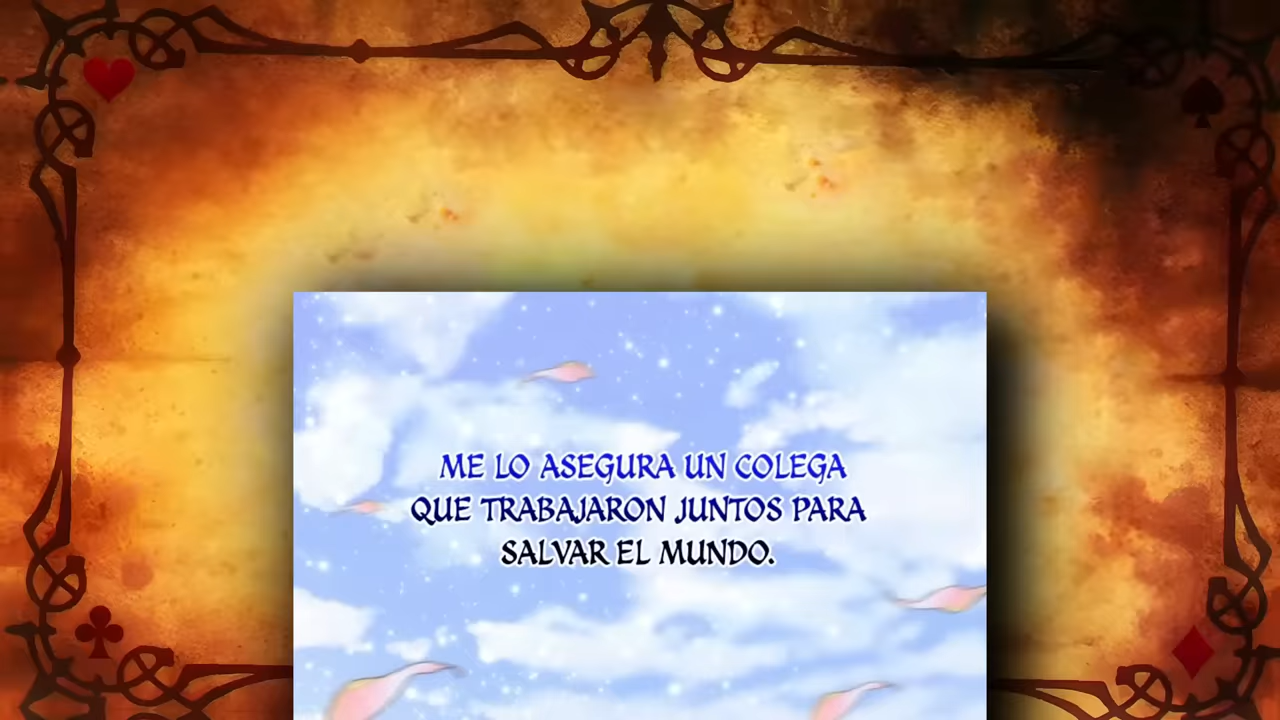 ME LO ASEGURA UN COLEGA
QUE TRABAJARON JUNTOS PARA
SALVAR EL MUNDO.